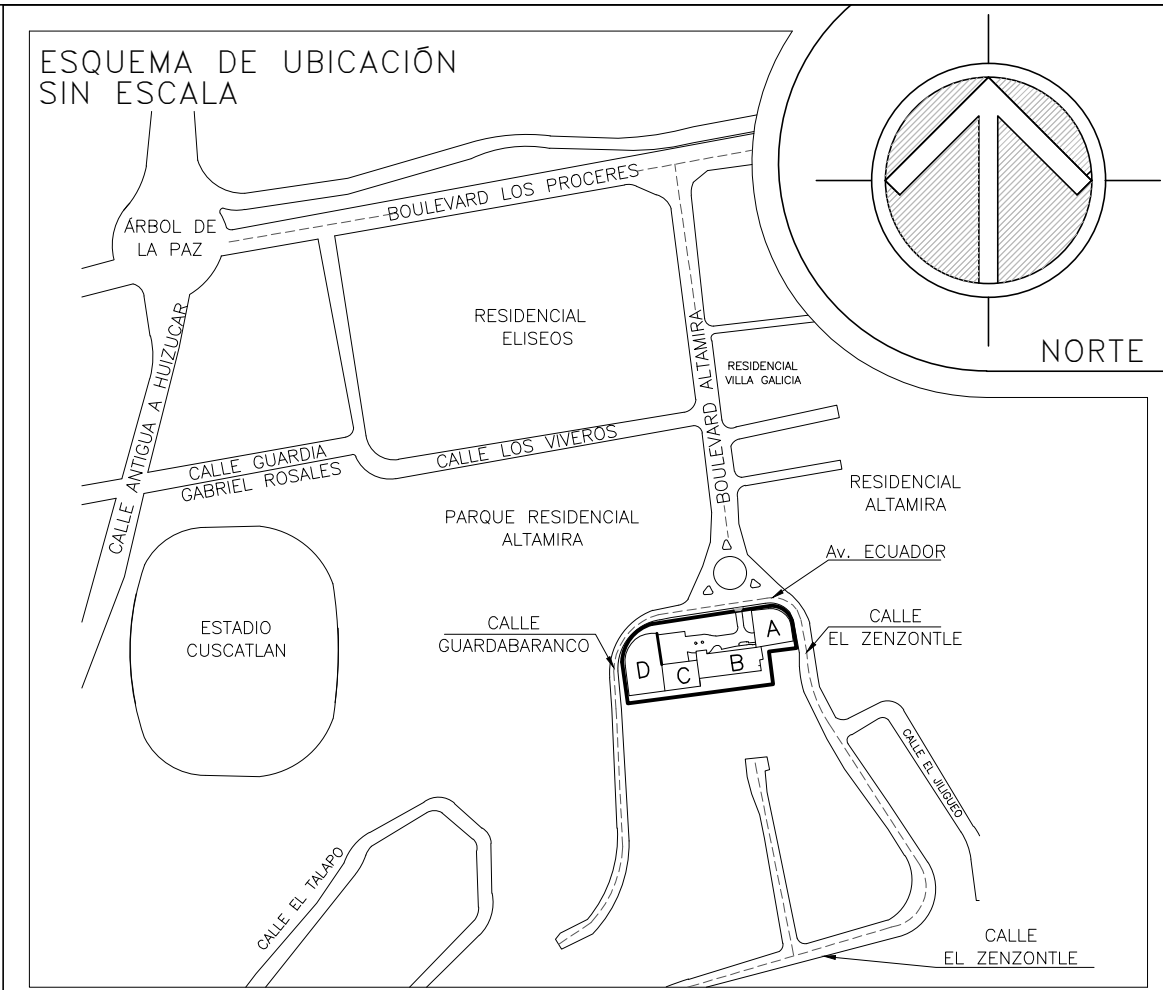 ESQUEMA DE UBICACIÓN
SIN ESCALA
NORTE
BOULEVARD LOS PROCERES
ÁRBOL DE
LA PAZ
RESIDENCIAL
ELISEOS
BOULEVARD ALTAMIRA
RESIDENCIAL
VILLA GALICIA
CALLE ANTIGUA A HUIZUCAR
CALLE GUARDIA
GABRIEL ROSALES
CALLE LOS VIVEROS
BOULEVARD ALTAMIRA
RESIDENCIAL
ALTAMIRA
PARQUE RESIDENCIAL
ALTAMIRA
Av. ECUADOR
ESTADIO
CUSCATLAN
CALLE
GUARDABARANCO
CALLE
EL ZENZONTLE
A
B
C
D
CALLE EL JILIGUEO
CALLE EL TALAPO
CALLE
EL ZENZONTLE